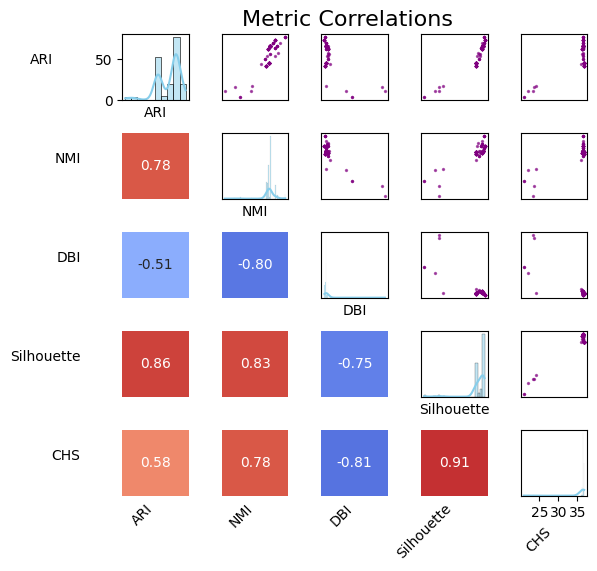 Metric Correlations
ARI
50
0
ARI
NMI
0.78
NMI
DBI
-0.51
-0.80
DBI
Silhouette
0.86
0.83
-0.75
Silhouette
CHS
0.58
0.78
-0.81
0.91
25 30 35
ARI
NMI
DBI
Silhouette
CHS